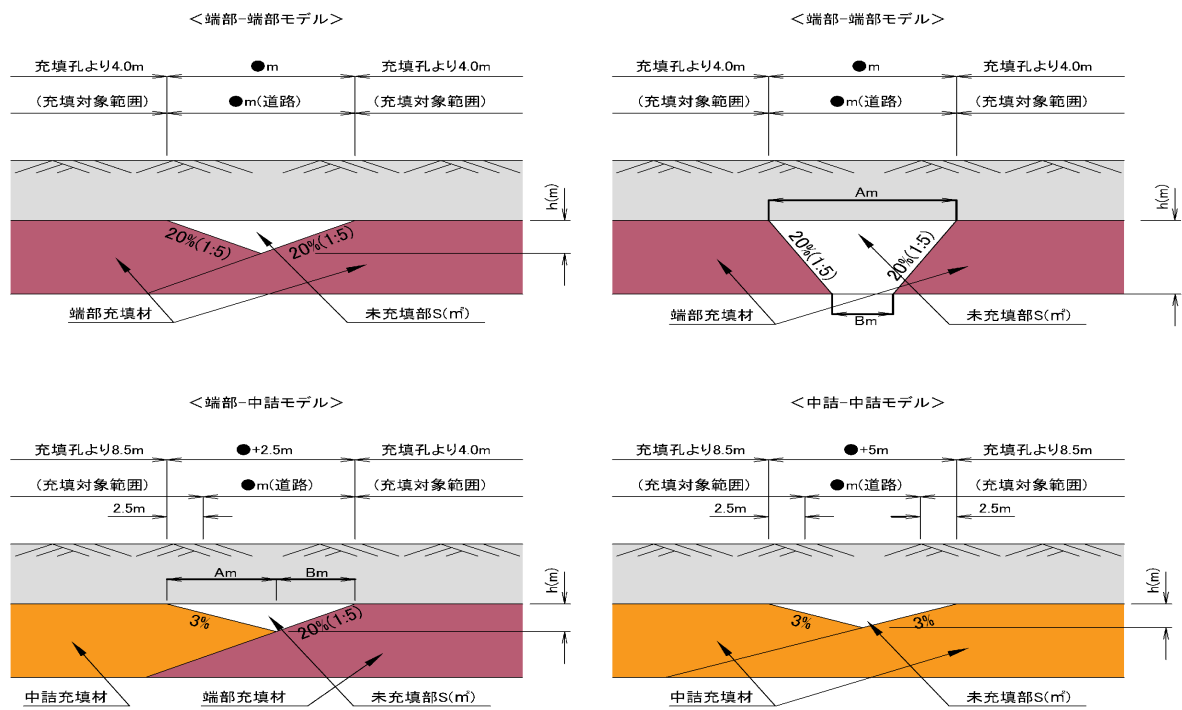 ＜端部-端部モデル＞
充填孔より4.0m
●m
充填孔より4.0m
(充填対象範囲)
●m(道路)
(充填対象範囲)
h(m)
20%(1:5)
20%(1:5)
端部充填材
未充填部S(㎡)
＜端部-端部モデル＞
充填孔より4.0m
●m
充填孔より4.0m
(充填対象範囲)
●m(道路)
(充填対象範囲)
Am
h(m)
20%(1:5)
20%(1:5)
端部充填材
Bm
未充填部S(㎡)
＜端部-中詰モデル＞
充填孔より8.5m
●+2.5m
充填孔より4.0m
(充填対象範囲)
●m(道路)
(充填対象範囲)
2.5m
Am
Bm
h(m)
3%
20%(1:5)
中詰充填材
端部充填材
未充填部S(㎡)
＜中詰-中詰モデル＞
充填孔より8.5m
●+5m
充填孔より8.5m
(充填対象範囲)
●m(道路)
(充填対象範囲)
2.5m
2.5m
h(m)
3%
3%
中詰充填材
未充填部S(㎡)